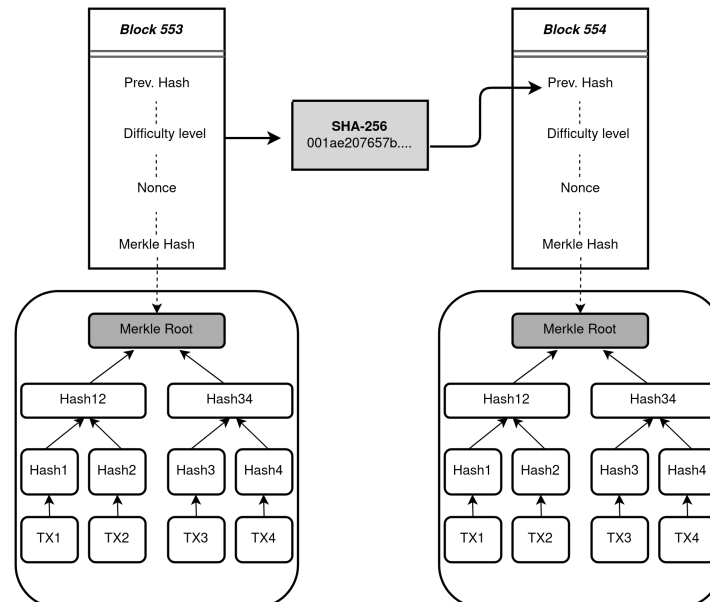 Block 553
Prev. Hash
Difficulty level
Nonce
Merkle Hash
SHA-256
001ae207657b....
Block 554
Prev. Hash
Difficulty level
Nonce
Merkle Hash
Merkle Root
Hash12
Hash34
Hash1
Hash2
Hash3
Hash4
TX1
TX2
TX3
TX4
Merkle Root
Hash12
Hash34
Hash1
Hash2
Hash3
Hash4
TX1
TX2
TX3
TX4